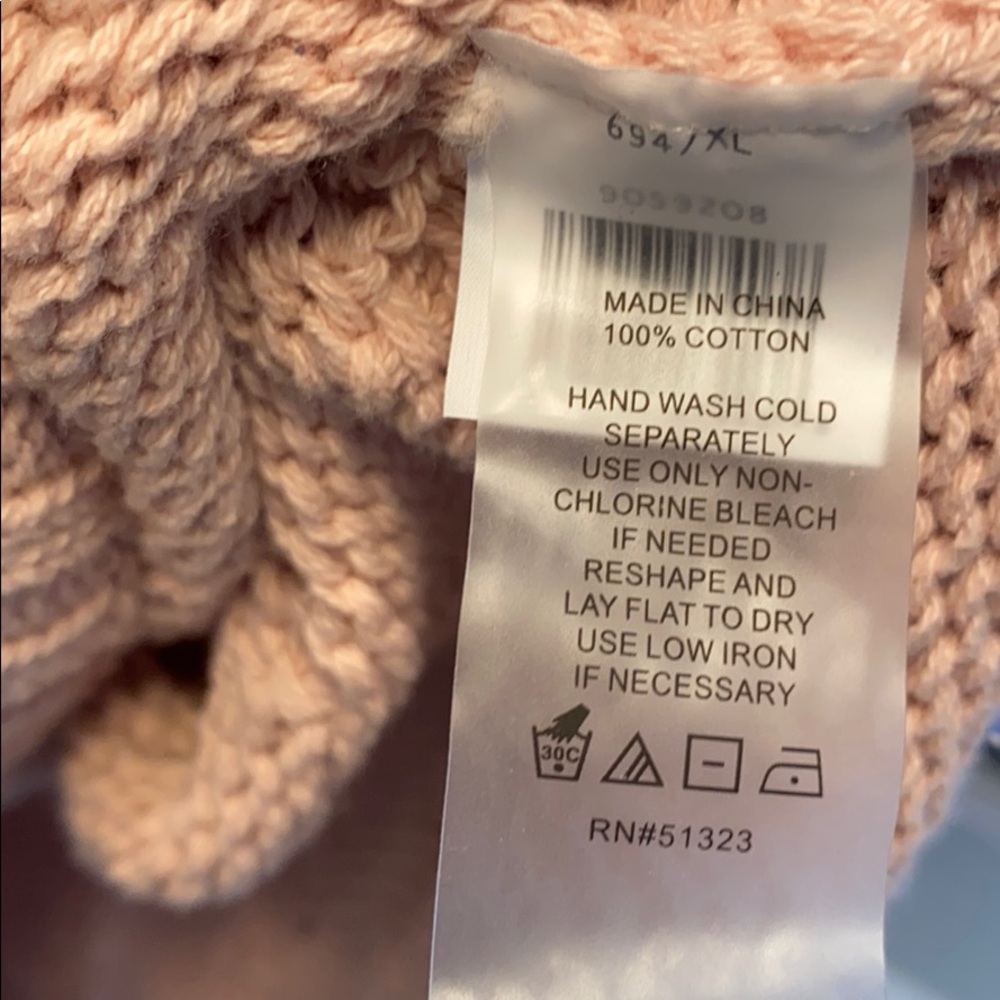 694/XL
9059208
MADE IN CHINA
100% COTTON
HAND WASH COLD
SEPARATELY
USE ONLY NON-
CHLORINE BLEACH
IF NEEDED
RESHAPE AND
LAY FLAT TO DRY
USE LOW IRON
IF NECESSARY
30C
RN#51323